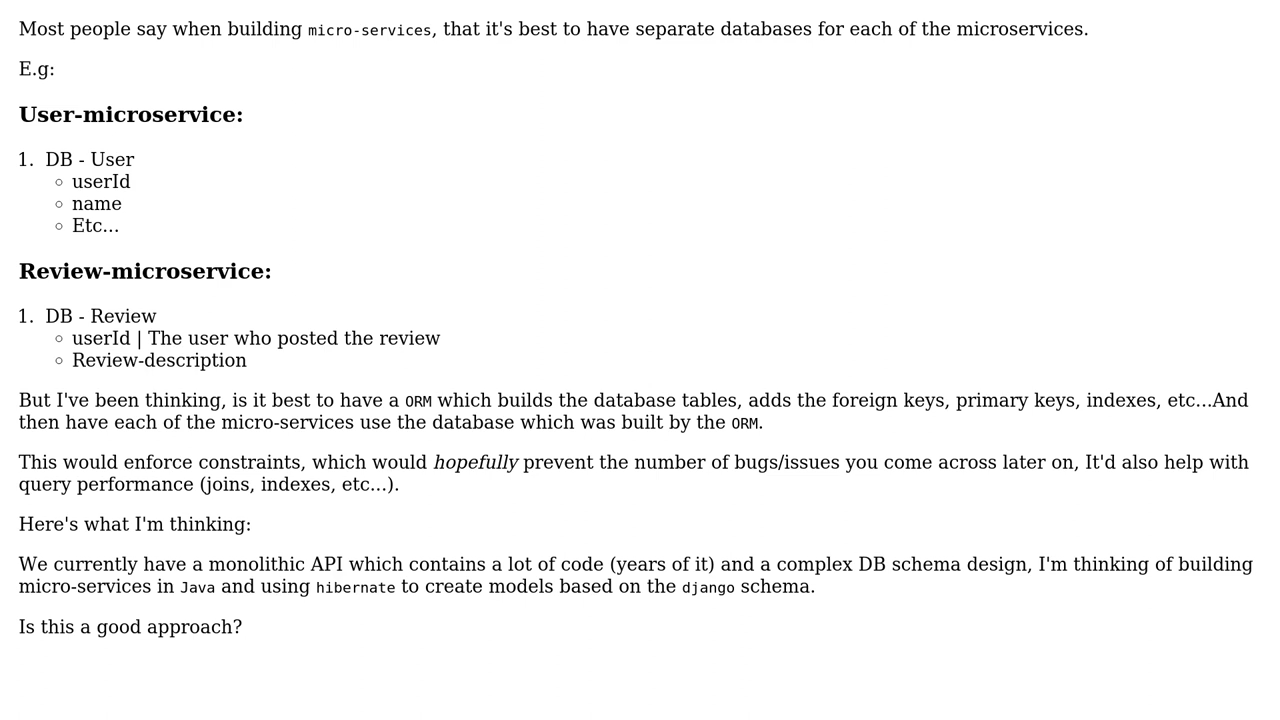 Most people say when building micro-services, that it's best to have separate databases for each of the microservices.
E.g:
User-microservice:
1. DB - User
○ userId
○ name
○ Etc...
Review-microservice:
1. DB - Review
○ userId | The user who posted the review
○ Review-description
But I've been thinking, is it best to have a ORM which builds the database tables, adds the foreign keys, primary keys, indexes, etc...And
then have each of the micro-services use the database which was built by the ORM.
This would enforce constraints, which would hopefully prevent the number of bugs/issues you come across later on, It'd also help with
query performance (joins, indexes, etc...).
Here's what I'm thinking:
We currently have a monolithic API which contains a lot of code (years of it) and a complex DB schema design, I'm thinking of building
micro-services in Java and using hibernate to create models based on the django schema.
Is this a good approach?